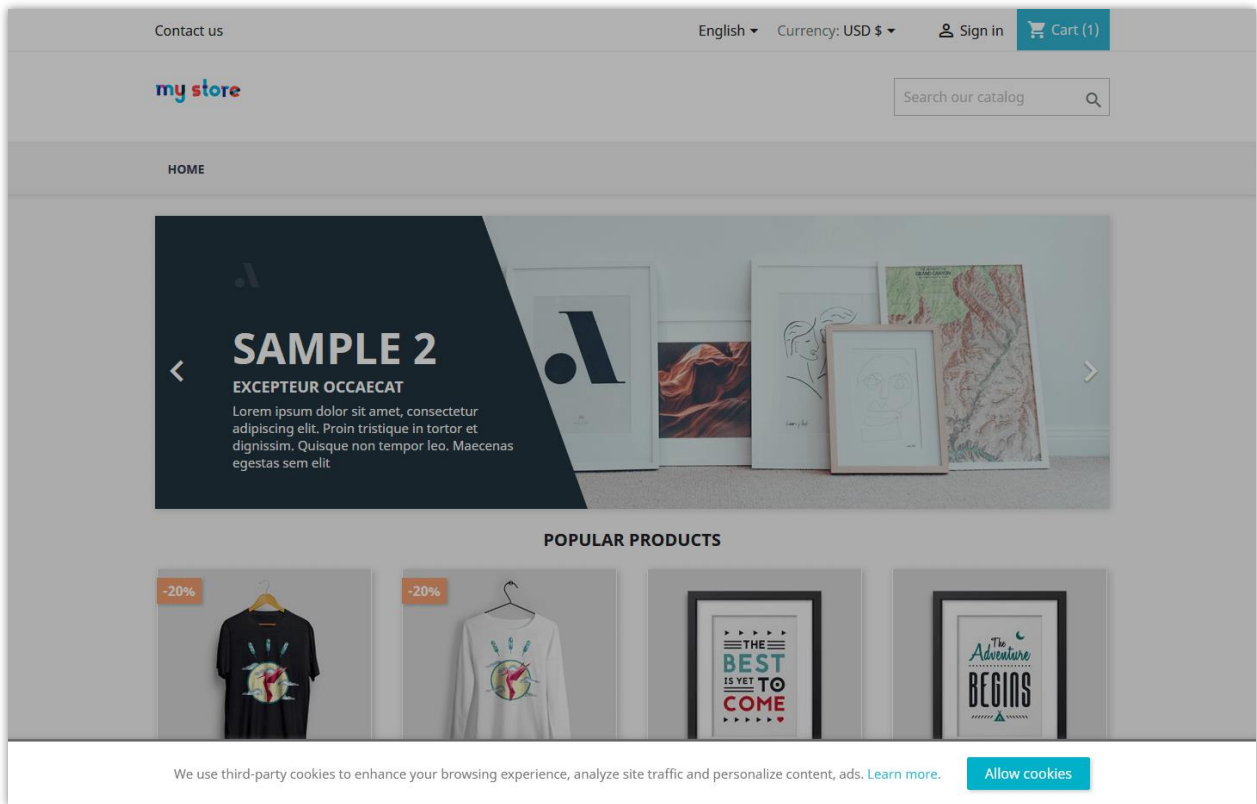 Contact us
English
Currency: USD $
Sign in
Cart (1)
my store
Search our catalog
HOME
SAMPLE 2
EXCEPTEUR OCCAECAT
Lorem ipsum dolor sit amet, consectetur
adipiscing elit. Proin tristique in tortor et
dignissim. Quisque non tempor leo. Maecenas
egestas sem elit
POPULAR PRODUCTS
-20%
-20%
THE
BEST
IS YET TO
COME
The
Adventure
BEGINS
We use third-party cookies to enhance your browsing experience, analyze site traffic and personalize content, ads. Learn more.
Allow cookies